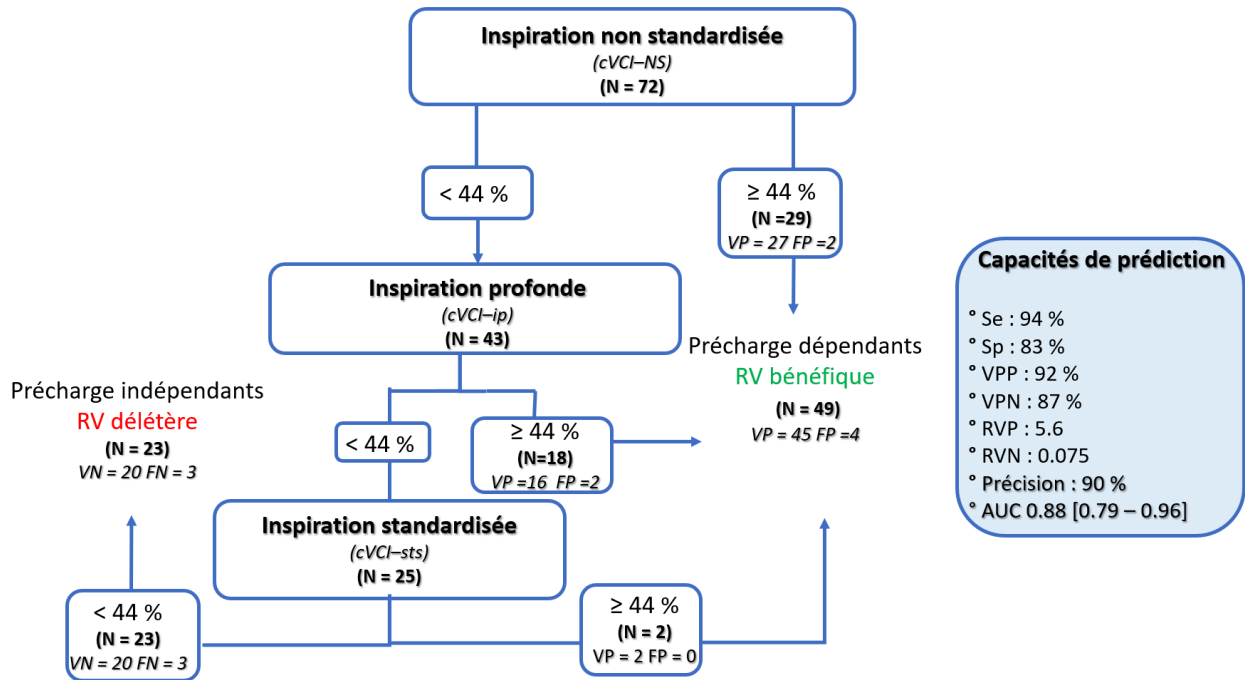 Inspiration non standardisée
(cVCI–NS)
(N = 72)
< 44 %
≥ 44 %
(N =29)
VP = 27 FP =2
Inspiration profonde
(cVCI–ip)
(N = 43)
Précharge dépendants
RV bénéfique
(N = 49)
VP = 45 FP =4
Précharge indépendants
RV délétère
(N = 23)
VN = 20 FN = 3
< 44 %
≥ 44 %
(N=18)
VP =16 FP =2
Inspiration standardisée
(cVCI–sts)
(N = 25)
< 44 %
(N = 23)
VN = 20 FN = 3
≥ 44 %
(N = 2)
VP = 2 FP = 0
Capacités de prédiction
° Se : 94 %
° Sp : 83 %
° VPP : 92 %
° VPN : 87 %
° RVP : 5.6
° RVN : 0.075
° Précision : 90 %
° AUC 0.88 [0.79 – 0.96]